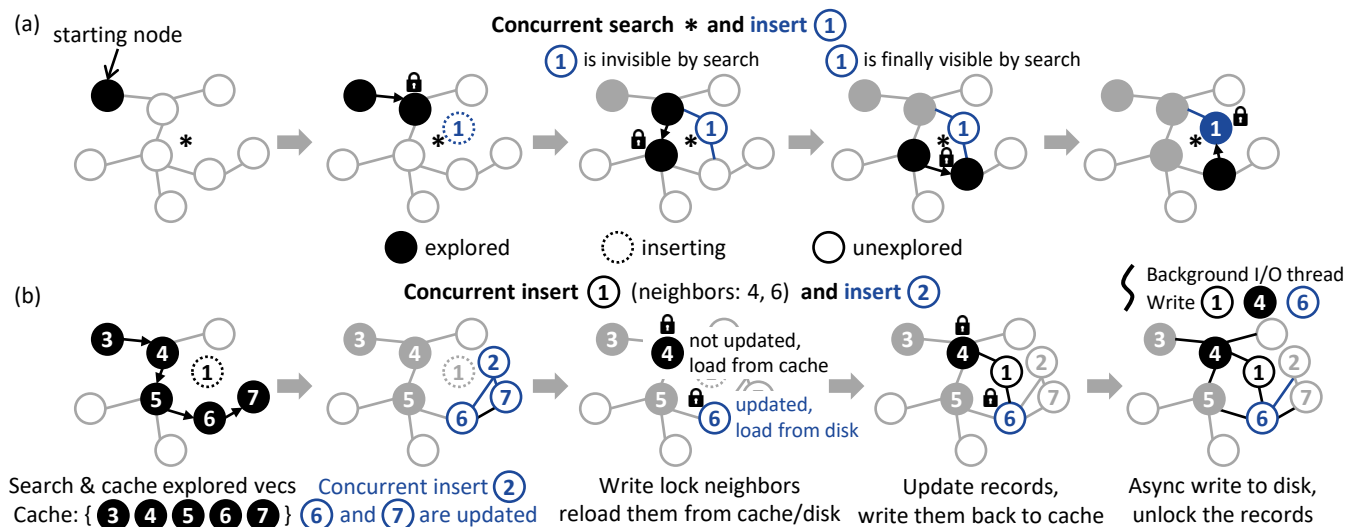 (a)
Concurrent search * and insert 1
starting node
1 is invisible by search
1 is finally visible by search
* * 1 * 1 * 1 * 1
explored
inserting
unexplored
(b)
Concurrent insert 1 (neighbors: 4, 6) and insert 2
Background I/O thread
Write 1 4 6
3 4 1 5 6 7
3 4 1 2 5 6 7
3 4 not updated,
load from cache
5 6 updated,
load from disk
3 4 1 2 5 6 7
3 4 1 2 5 6 7
Search & cache explored vecs
Cache: { 3 4 5 6 7 }
Concurrent insert 2
6 and 7 are updated
Write lock neighbors
reload them from cache/disk
Update records,
write them back to cache
Async write to disk,
unlock the records